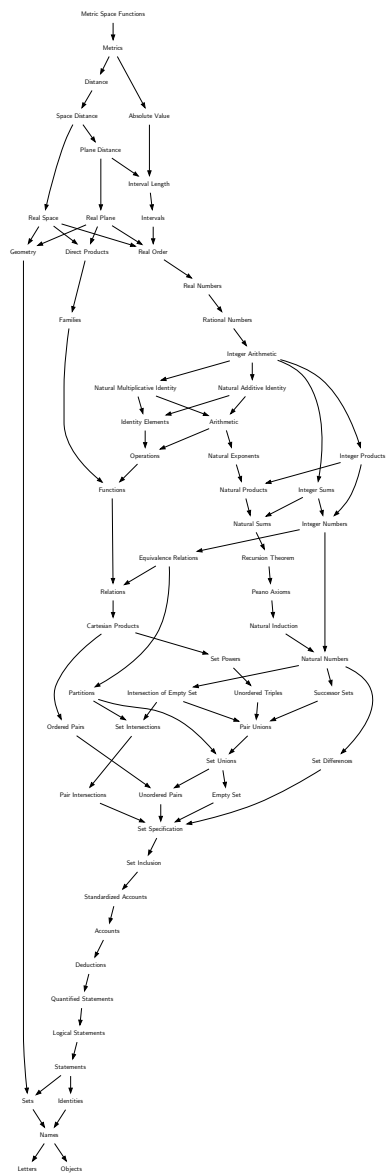 Metric Space Functions
Metrics
Distance
Space Distance
Absolute Value
Plane Distance
Interval Length
Real Space
Real Plane
Intervals
Geometry
Direct Products
Real Order
Real Numbers
Families
Rational Numbers
Integer Arithmetic
Natural Multiplicative Identity
Natural Additive Identity
Identity Elements
Arithmetic
Operations
Natural Exponents
Integer Products
Functions
Natural Products
Integer Sums
Natural Sums
Integer Numbers
Equivalence Relations
Recursion Theorem
Relations
Peano Axioms
Cartesian Products
Natural Induction
Set Powers
Natural Numbers
Partitions
Intersection of Empty Set
Unordered Triples
Successor Sets
Ordered Pairs
Set Intersections
Pair Unions
Set Unions
Set Differences
Pair Intersections
Unordered Pairs
Empty Set
Set Specification
Set Inclusion
Standardized Accounts
Accounts
Deductions
Quantified Statements
Logical Statements
Statements
Sets
Identities
Names
Letters
Objects